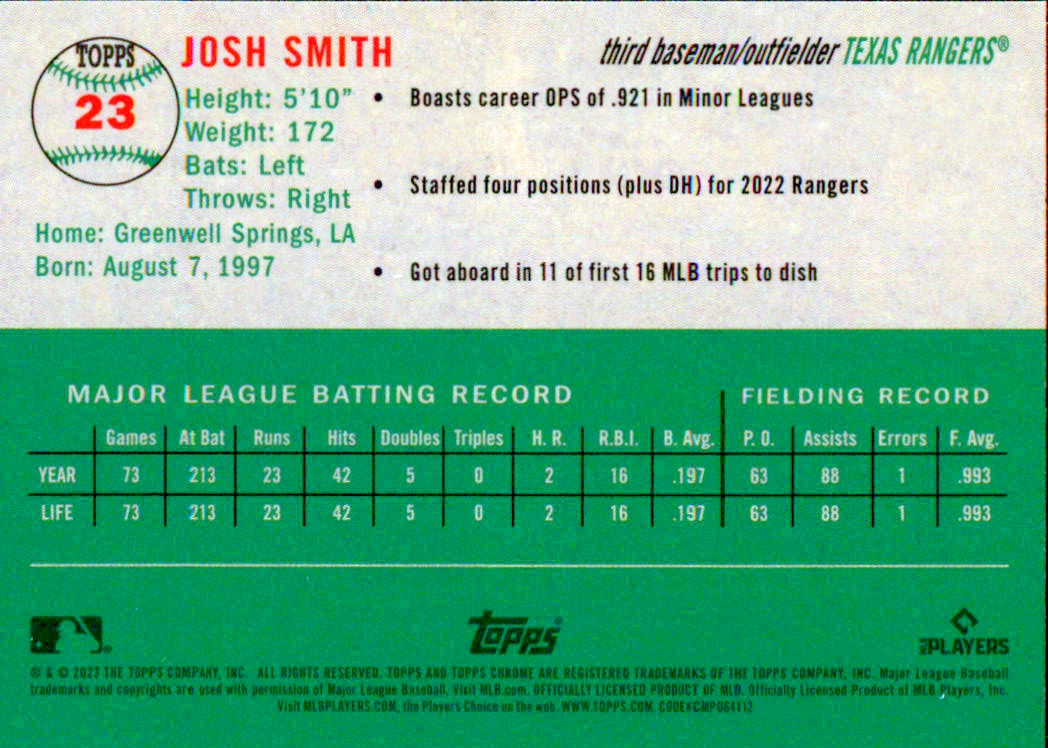 TOPPS
23
JOSH SMITH
third baseman/outfielder TEXAS RANGERS®
Height: 5'10"
Weight: 172
Bats: Left
Throws: Right
Home: Greenwell Springs, LA
Born: August 7, 1997
• Boasts career OPS of .921 in Minor Leagues
• Staffed four positions (plus DH) for 2022 Rangers
• Got aboard in 11 of first 16 MLB trips to dish
MAJOR LEAGUE BATTING RECORD FIELDING RECORD
Games At Bat Runs Hits Doubles Triples H. R. R.B.I. B. Avg. P. O. Assists Errors F. Avg.
YEAR 73 213 23 42 5 0 2 16 .197 63 88 1 .993
LIFE 73 213 23 42 5 0 2 16 .197 63 88 1 .993
Topps
MLB PLAYERS
® & © 2023 THE TOPPS COMPANY, INC. ALL RIGHTS RESERVED. TOPPS AND TOPPS CHROME ARE REGISTERED TRADEMARKS OF THE TOPPS COMPANY, INC. Major League Baseball
trademarks and copyrights are used with permission of Major League Baseball. Visit MLB.com. OFFICIALLY LICENSED PRODUCT OF MLB. Officially Licensed Product of MLB Players, Inc.
Visit MLBPLAYERS.COM, the Players Choice on the web. WWW.TOPPS.COM. CODE#CMP064112